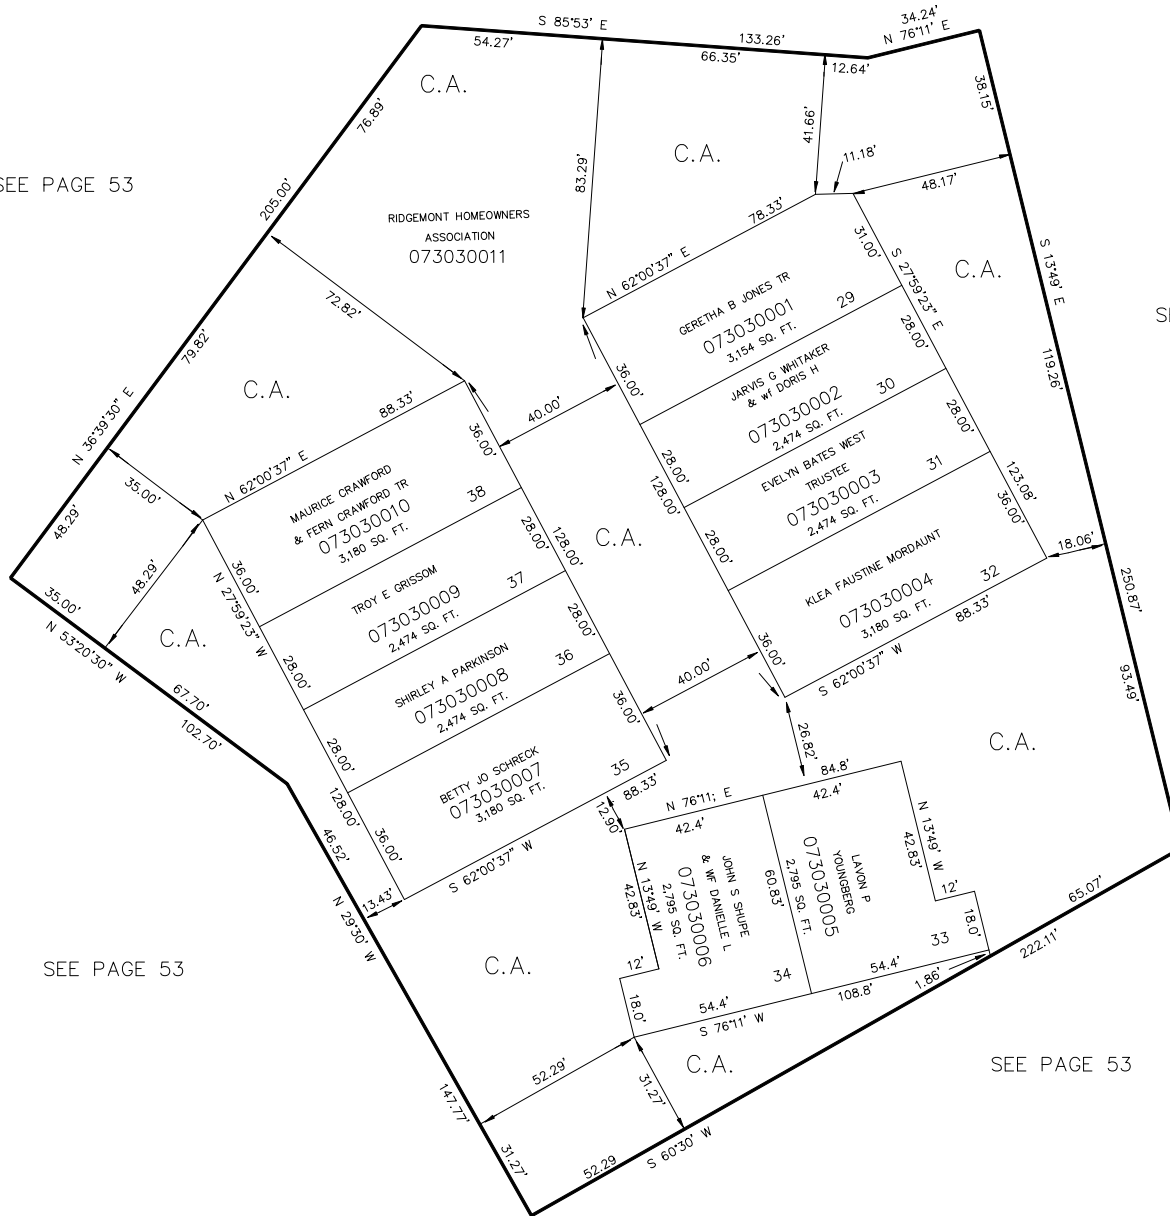 S 85°53' E
54.27'
133.26'
66.35'
12.64'
34.24'
N 76°11' E
38.15'
C.A.
76.89'
205.00'
SEE PAGE 53
83.29'
C.A.
41.66'
11.18'
48.17'
RIDGEMONT HOMEOWNERS
ASSOCIATION
073030011
78.33'
N 62°00'37" E
31.00'
S 27°59'23" E
C.A.
S 13°49' E
119.26'
72.82'
79.82'
N 36°39'30" E
C.A.
88.33'
N 62°00'37" E
40.00'
36.00'
36.00'
GERETHA B JONES TR
073030001
3,154 SQ. FT.
29
28.00'
JARVIS G WHITAKER
& wf DORIS H
073030002
2,474 SQ. FT.
30
28.00'
28.00'
128.00'
EVELYN BATES WEST
TRUSTEE
073030003
2,474 SQ. FT.
31
28.00'
123.08'
36.00'
KLEA FAUSTINE MORDAUNT
073030004
3,180 SQ. FT.
32
88.33'
S 62°00'37" W
18.06'
250.87'
93.49'
36.00'
35.00'
48.29'
48.29'
35.00'
N 53°20'30" W
67.70'
102.70'
C.A.
C.A.
MAURICE CRAWFORD
& FERN CRAWFORD TR
073030010
3,180 SQ. FT.
38
36.00'
N 27°59'23" W
28.00'
128.00'
TROY E GRISSOM
073030009
2,474 SQ. FT.
37
28.00'
28.00'
SHIRLEY A PARKINSON
073030008
2,474 SQ. FT.
36
28.00'
128.00'
36.00'
40.00'
BETTY JO SCHRECK
073030007
3,180 SQ. FT.
35
36.00'
88.33'
S 62°00'37" W
12.90'
26.82'
C.A.
46.52'
13.43'
N 29°30' W
N 76°11; E
84.8'
42.4'
42.4'
N 13°49' W
42.83'
JOHN S SHUPE
& WF DANIELLE L
073030006
2,795 SQ. FT.
60.83'
LAVON P
YOUNGBERG
073030005
2,795 SQ. FT.
N 13°49' W
42.83'
12'
18.0'
33
54.4'
12'
18.0'
34
54.4'
108.8'
S 76°11' W
1.86'
65.07'
222.11'
SEE PAGE 53
C.A.
C.A.
52.29'
31.27'
147.77'
31.27'
52.29
S 60°30' W
SEE PAGE 53